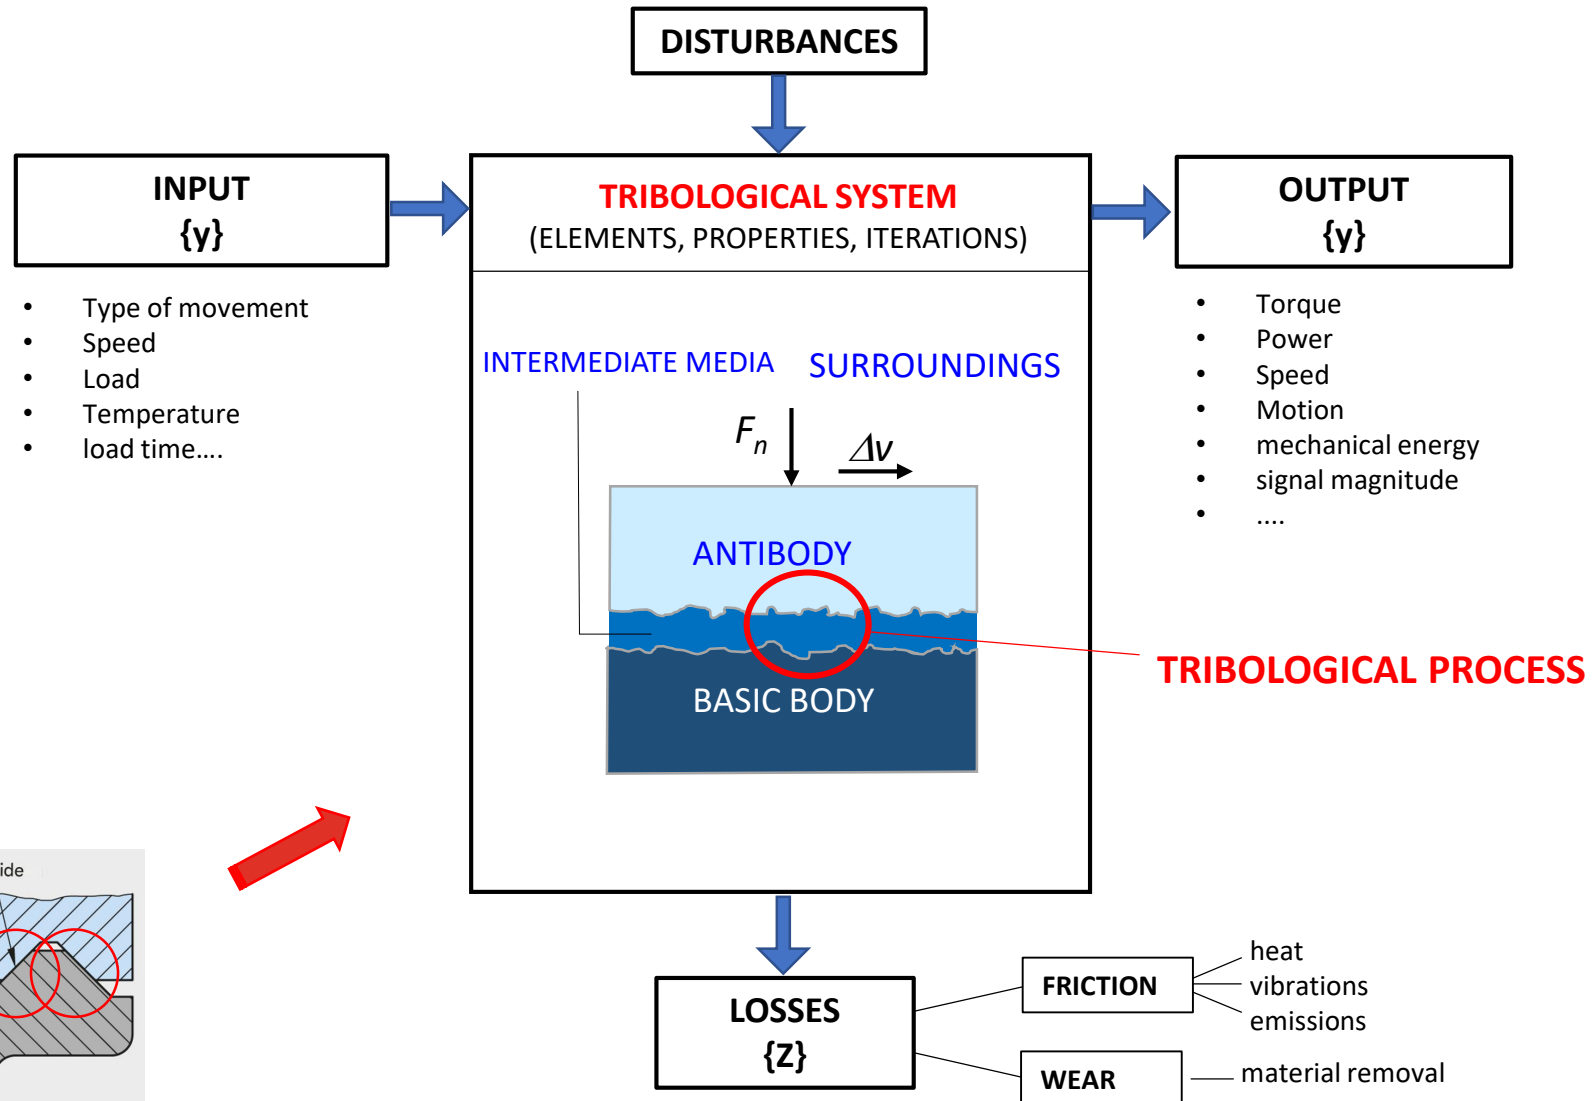 DISTURBANCES
INPUT
{y}
• Type of movement
• Speed
• Load
• Temperature
• load time....
TRIBOLOGICAL SYSTEM
(ELEMENTS, PROPERTIES, ITERATIONS)
INTERMEDIATE MEDIA
SURROUNDINGS
Fn
Δv
ANTIBODY
BASIC BODY
TRIBOLOGICAL PROCESS
OUTPUT
{y}
• Torque
• Power
• Speed
• Motion
• mechanical energy
• signal magnitude
• ....
LOSSES
{Z}
FRICTION
heat
vibrations
emissions
WEAR
material removal